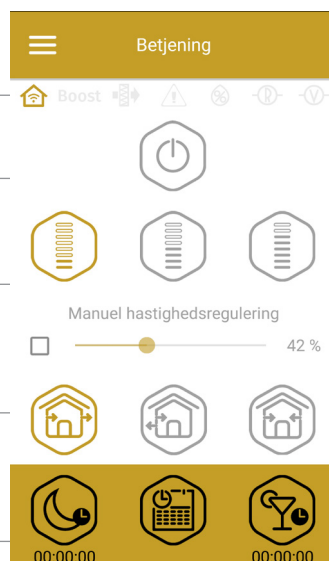 Betjening
Boost
R V
Manuel hastighedsregulering
42 %
00:00:00 00:00:00